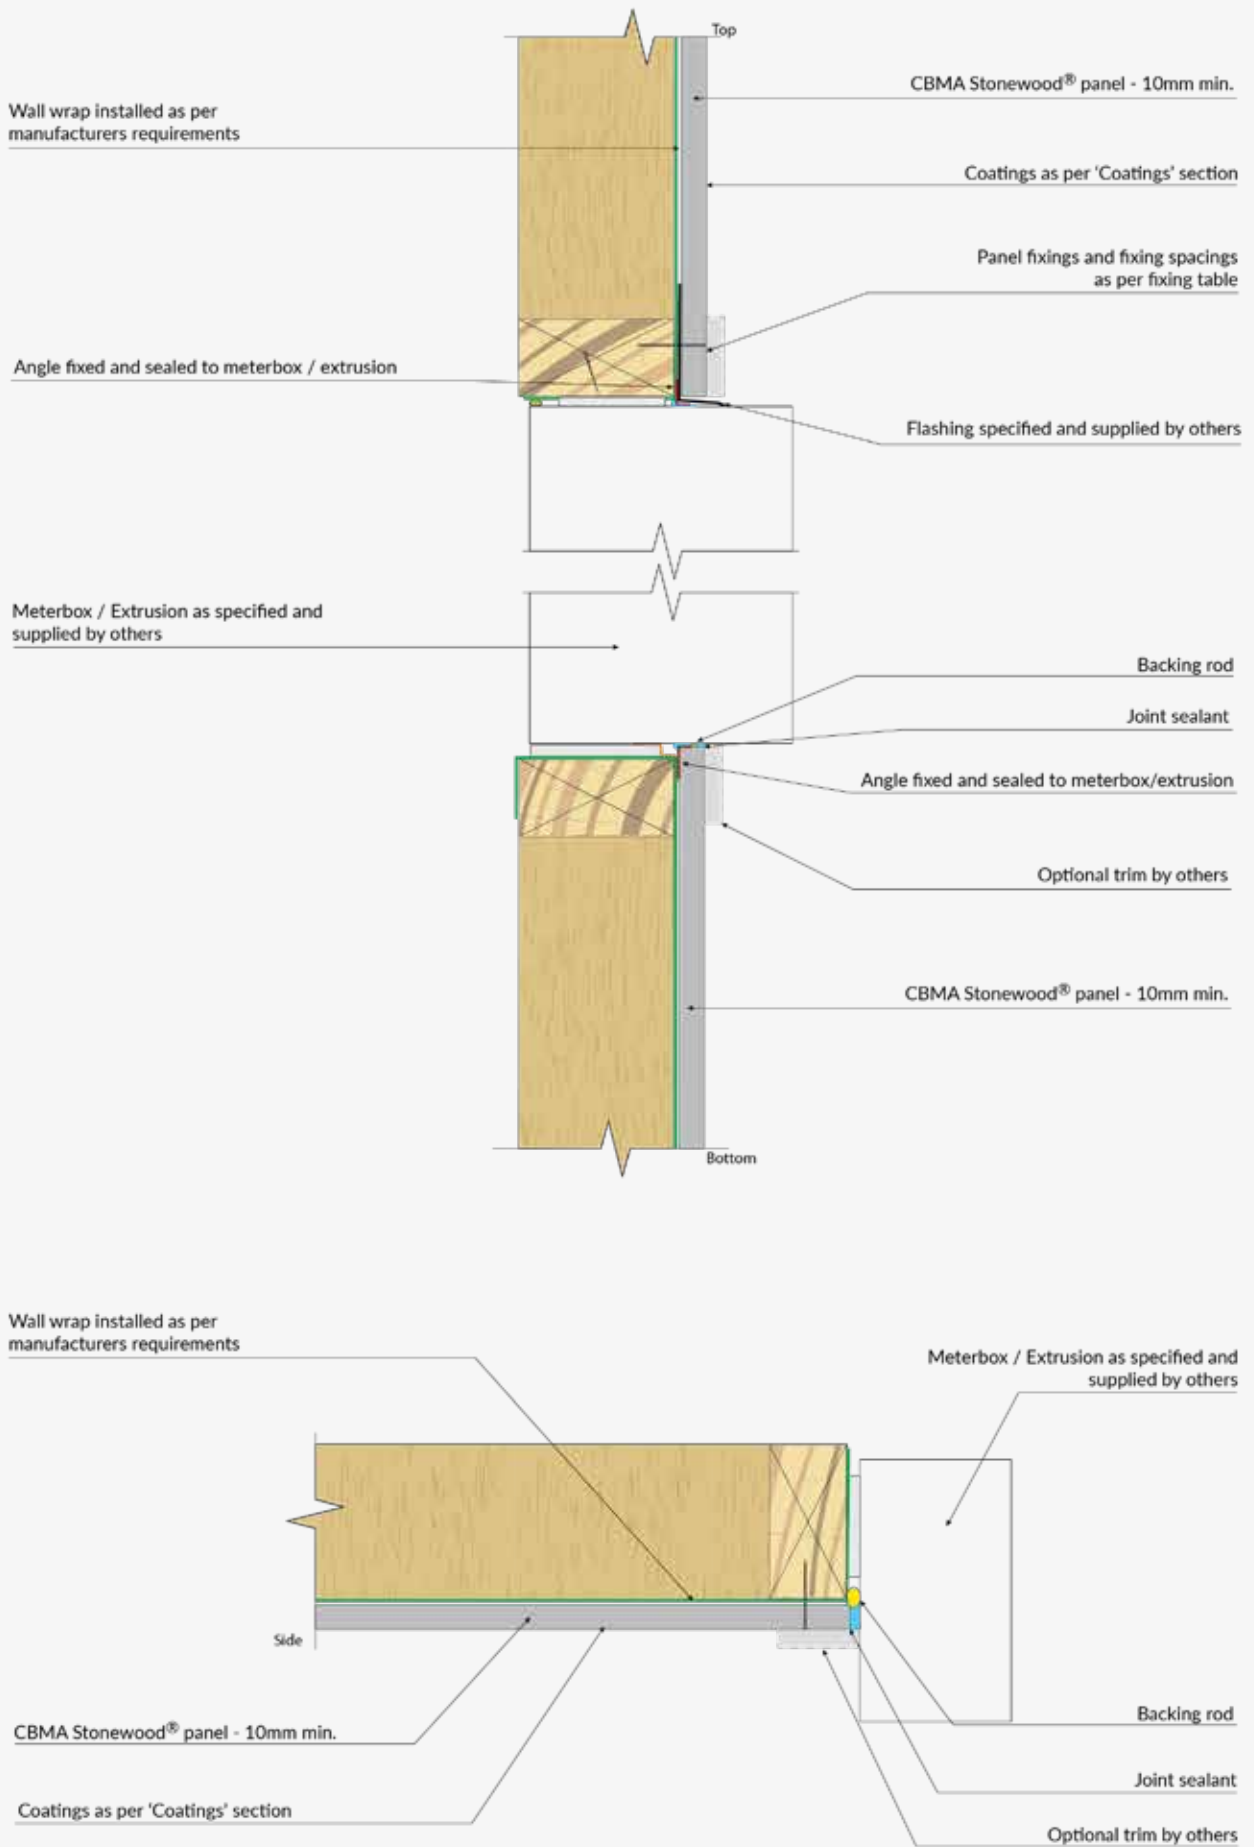 Top
CBMA Stonewood® panel - 10mm min.
Wall wrap installed as per
manufacturers requirements
Coatings as per ‘Coatings’ section
Panel fixings and fixing spacings
as per fixing table
Angle fixed and sealed to meterbox / extrusion
Flashing specified and supplied by others
Meterbox / Extrusion as specified and
supplied by others
Backing rod
Joint sealant
Angle fixed and sealed to meterbox/extrusion
Optional trim by others
CBMA Stonewood® panel - 10mm min.
Bottom
Wall wrap installed as per
manufacturers requirements
Meterbox / Extrusion as specified and
supplied by others
Side
CBMA Stonewood® panel - 10mm min.
Backing rod
Joint sealant
Coatings as per ‘Coatings’ section
Optional trim by others